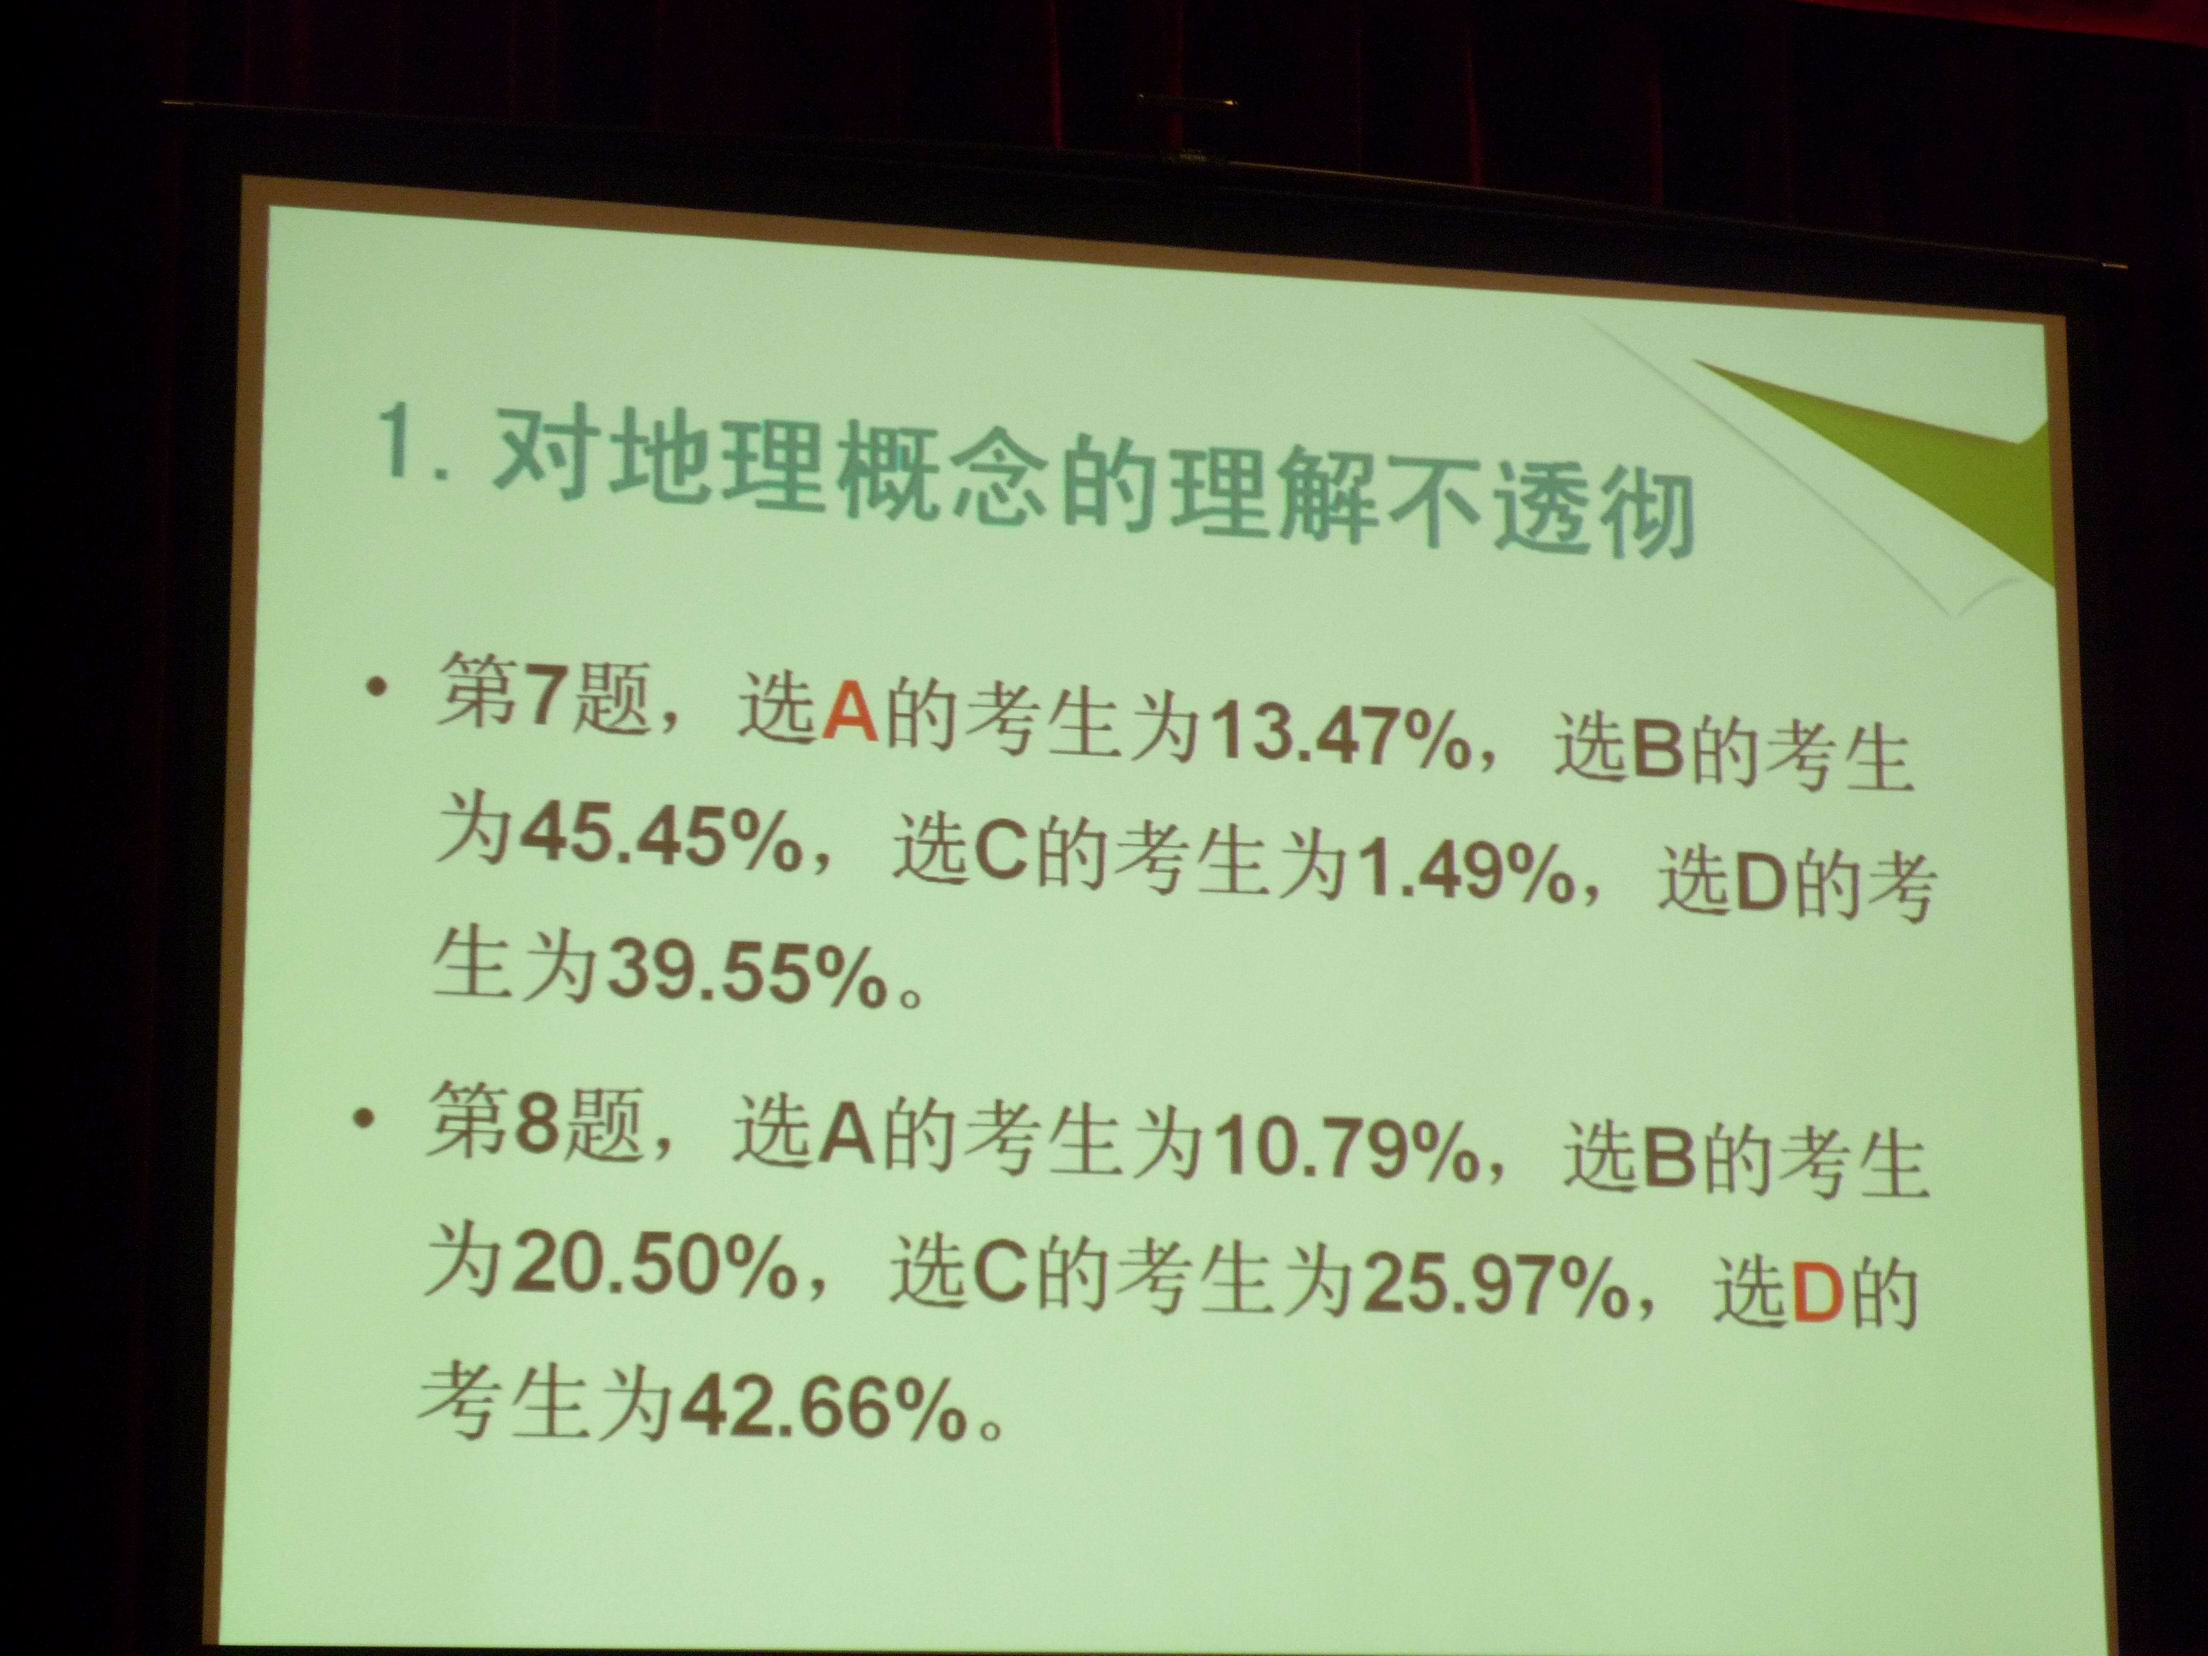 1. 对地理概念的理解不透彻
• 第7题，选A的考生为13.47%，选B的考生
为45.45%，选C的考生为1.49%，选D的考
生为39.55%。
• 第8题，选A的考生为10.79%，选B的考生
为20.50%，选C的考生为25.97%，选D的
考生为42.66%。